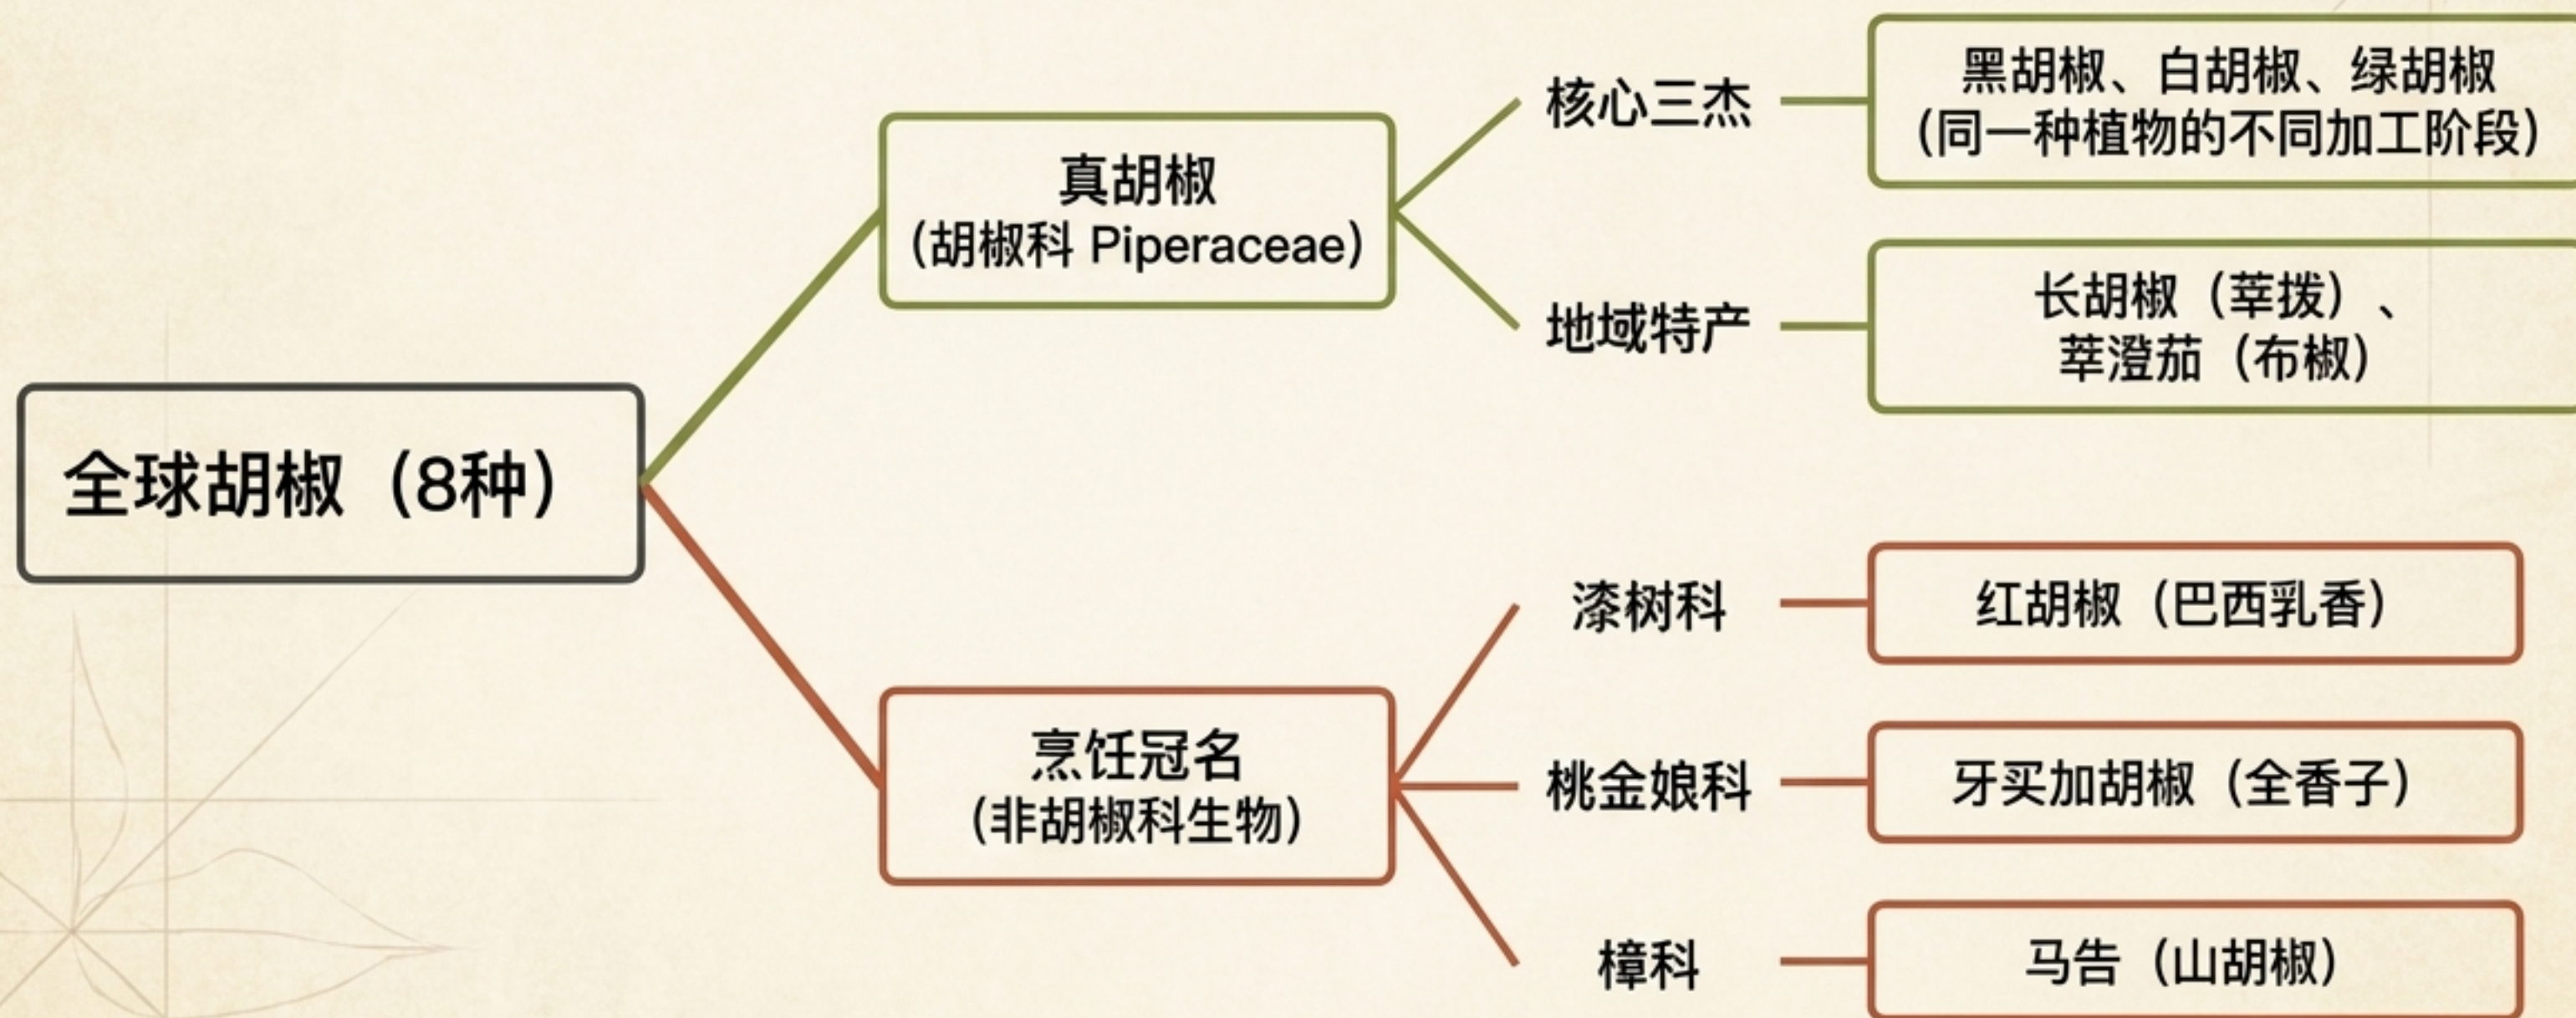 全球胡椒（8种）
真胡椒
（胡椒科 Piperaceae）
核心三杰
黑胡椒、白胡椒、绿胡椒
（同一种植物的不同加工阶段）
地域特产
长胡椒（荜拨）、
荜澄茄（布椒）
烹饪冠名
（非胡椒科生物）
漆树科
红胡椒（巴西乳香）
桃金娘科
牙买加胡椒（全香子）
樟科
马告（山胡椒）